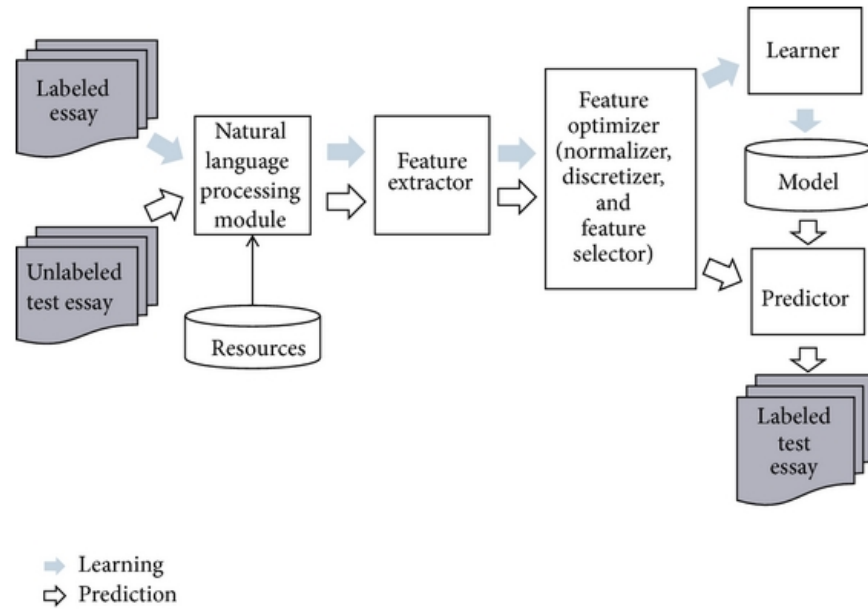 Labeled
essay
Unlabeled
test essay
Natural
language
processing
module
Resources
Feature
extractor
Feature
optimizer
(normalizer,
discretizer,
and
feature
selector)
Learner
Model
Predictor
Labeled
test
essay
Learning
Prediction